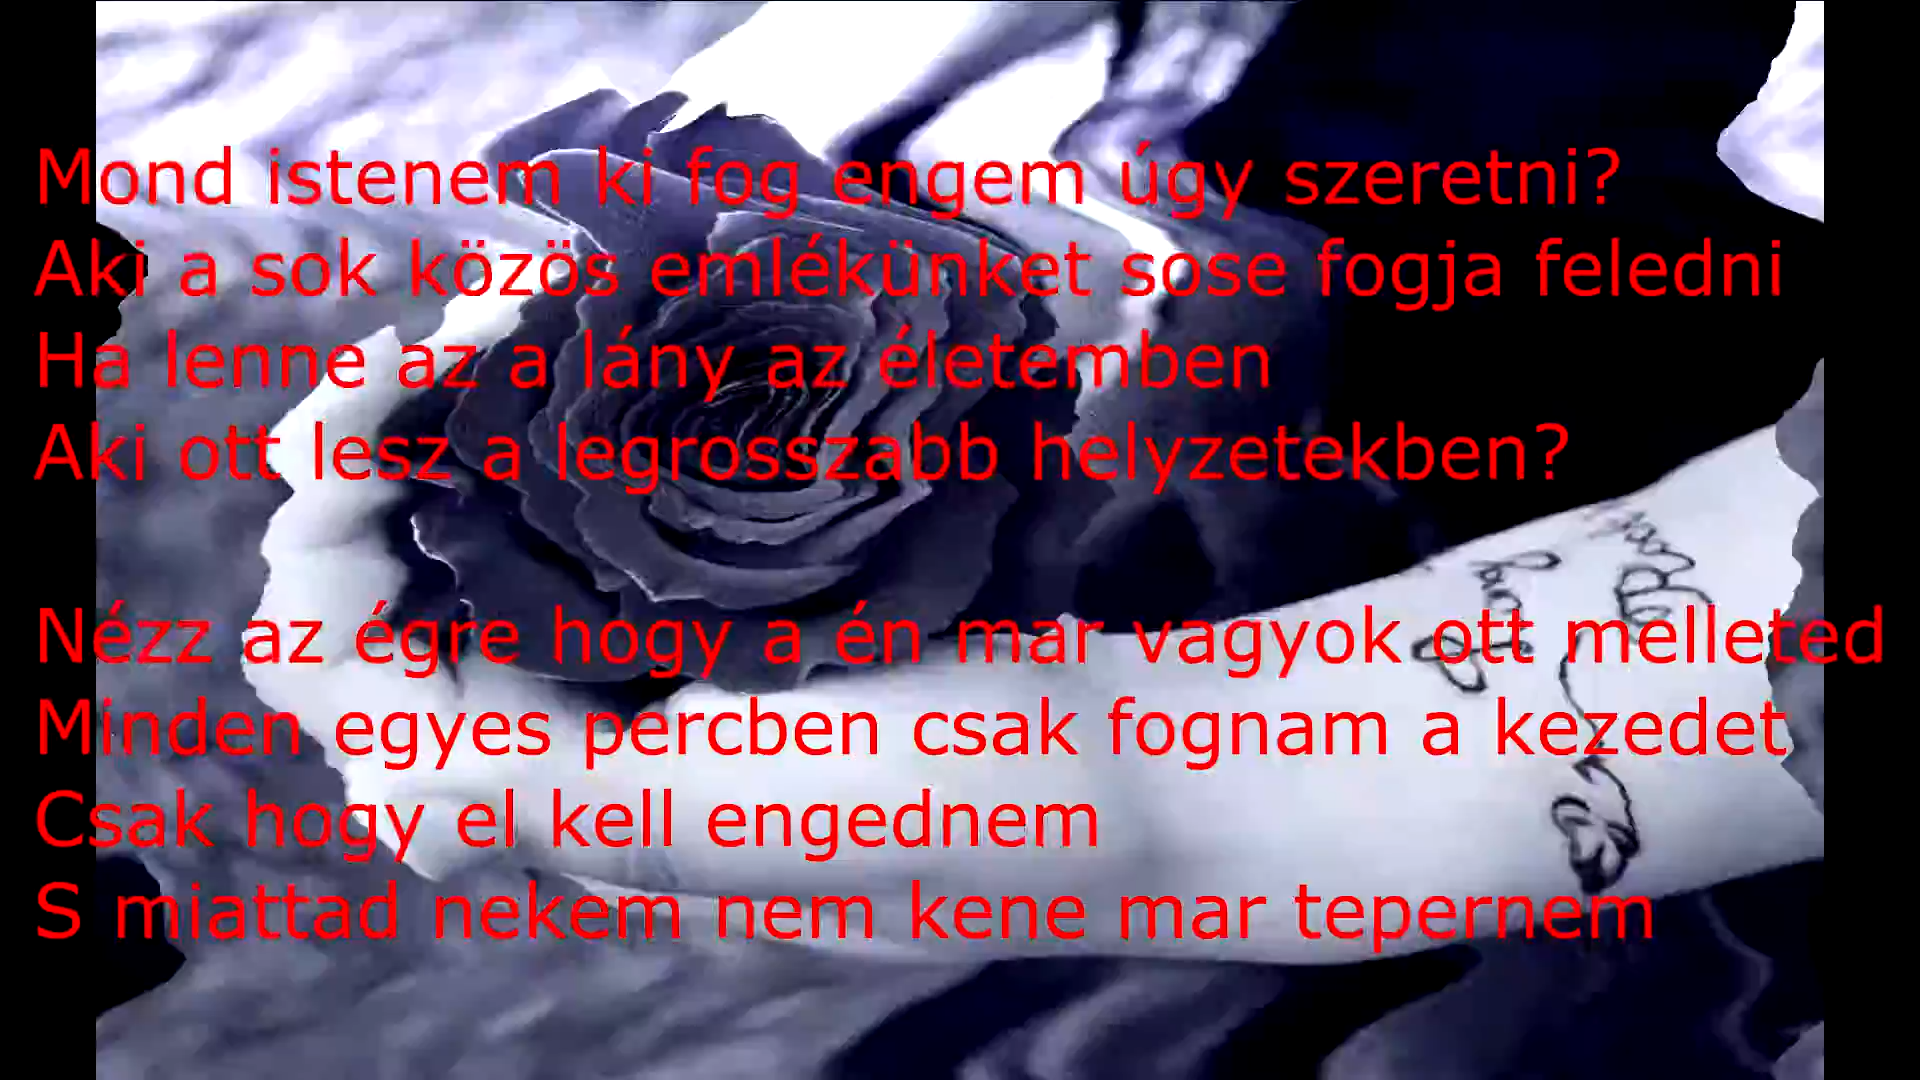 Mond istenem ki fog engem úgy szeretni?
Aki a sok közös emlékünket sose fogja feledni
Ha lenne az a lány az életemben
Aki ott lesz a legrosszabb helyzetekben?
Nézz az égre hogy a én mar vagyok ott melleted
Minden egyes percben csak fognam a kezedet
Csak hogy el kell engednem
S miattad nekem nem kene mar tepernem